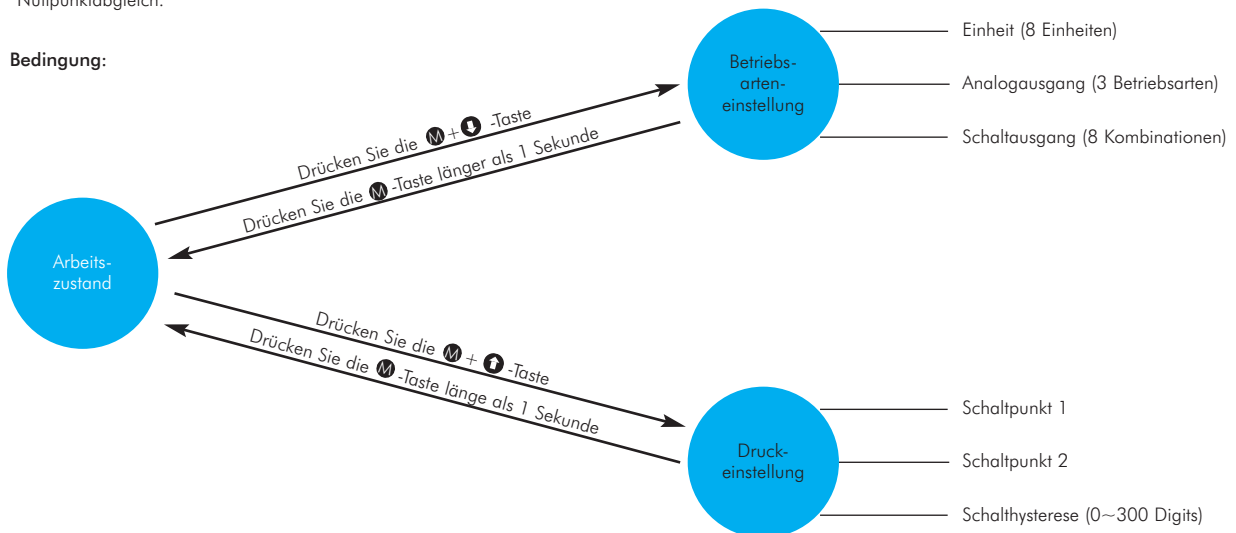 Nullpunktabgleich.
Bedingung:
Betriebs-
arten-
einstellung
Einheit (8 Einheiten)
Analogausgang (3 Betriebsarten)
Schaltausgang (8 Kombinationen)
Drücken Sie die M + -Taste
Drücken Sie die M -Taste länger als 1 Sekunde
Arbeits-
zustand
Drücken Sie die M + -Taste
Drücken Sie die M -Taste länge als 1 Sekunde
Druck-
einstellung
Schaltpunkt 1
Schaltpunkt 2
Schalthysterese (0~300 Digits)